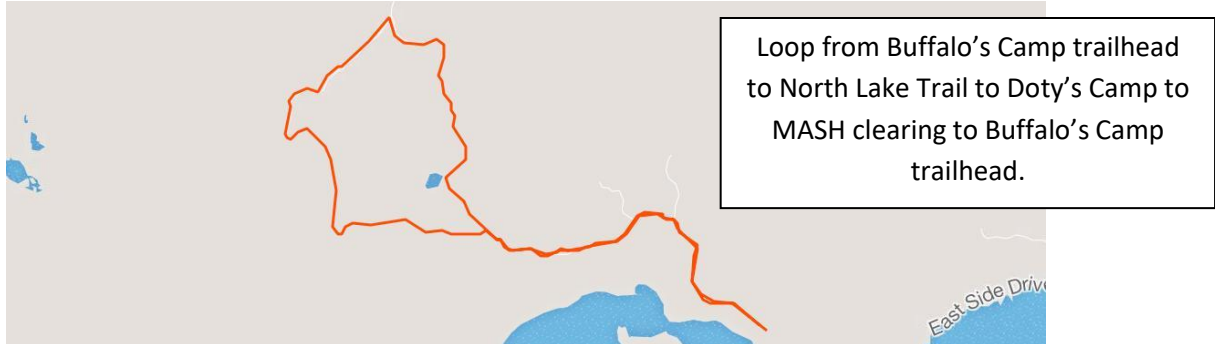 Loop from Buffalo’s Camp trailhead
to North Lake Trail to Doty’s Camp to
MASH clearing to Buffalo’s Camp
trailhead.
East Side Drive